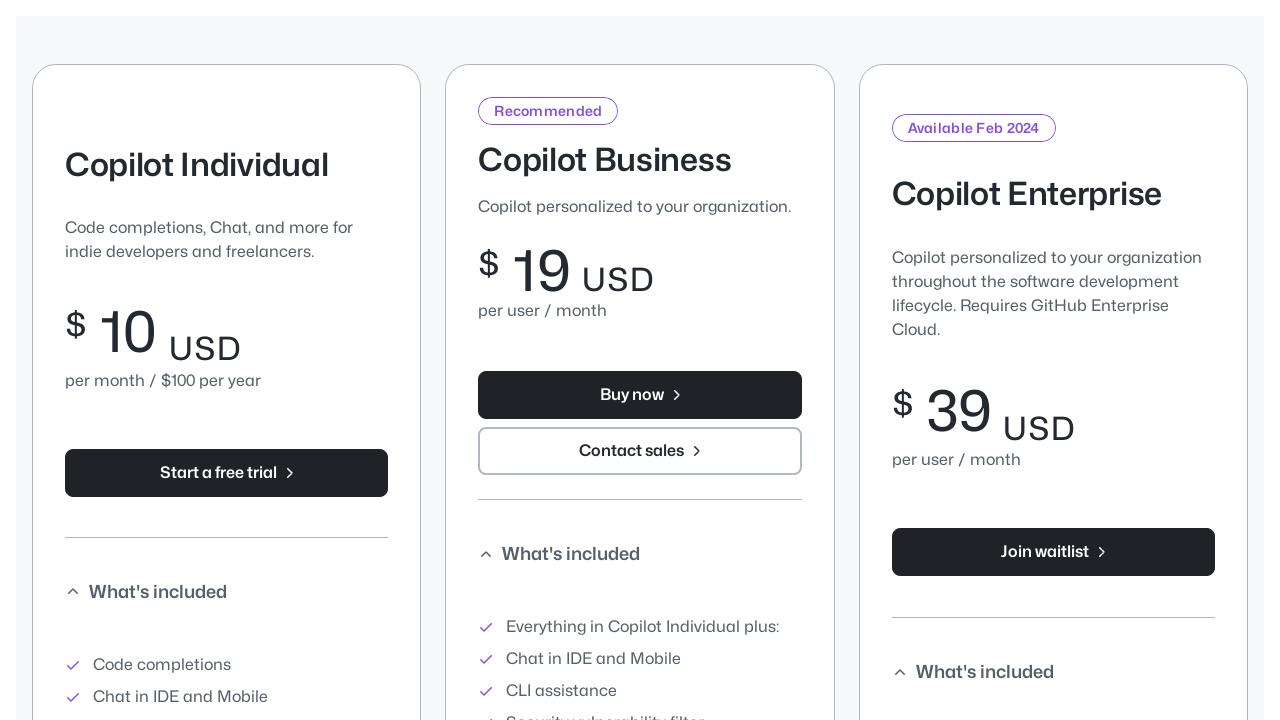 Copilot Individual
Code completions, Chat, and more for
indie developers and freelancers.
$ 10 USD
per month / $100 per year
Start a free trial
What's included
Code completions
Chat in IDE and Mobile
Recommended
Copilot Business
Copilot personalized to your organization.
$ 19 USD
per user / month
Buy now
Contact sales
What's included
Everything in Copilot Individual plus:
Chat in IDE and Mobile
CLI assistance
Security vulnerability filter
Available Feb 2024
Copilot Enterprise
Copilot personalized to your organization
throughout the software development
lifecycle. Requires GitHub Enterprise
Cloud.
$ 39 USD
per user / month
Join waitlist
What's included